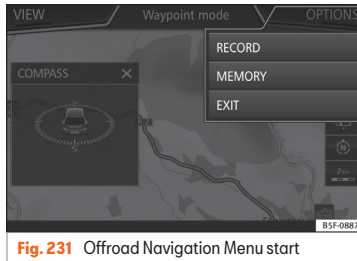 VIEW
Waypoint mode
OPTIONS
RECORD
COMPASS
MEMORY
EXIT
N
S
B5F-0887
Fig. 231 Offroad Navigation Menu start